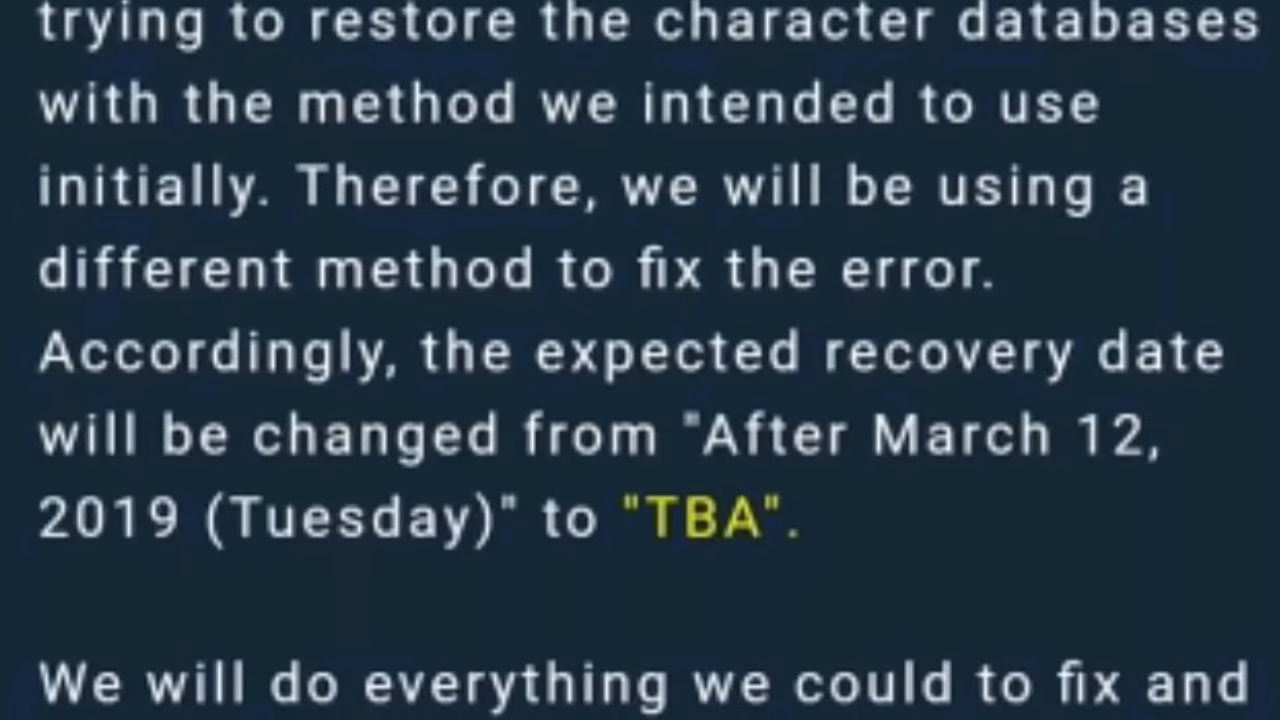 trying to restore the character databases
with the method we intended to use
initially. Therefore, we will be using a
different method to fix the error.
Accordingly, the expected recovery date
will be changed from "After March 12,
2019 (Tuesday)" to "TBA".
We will do everything we could to fix and